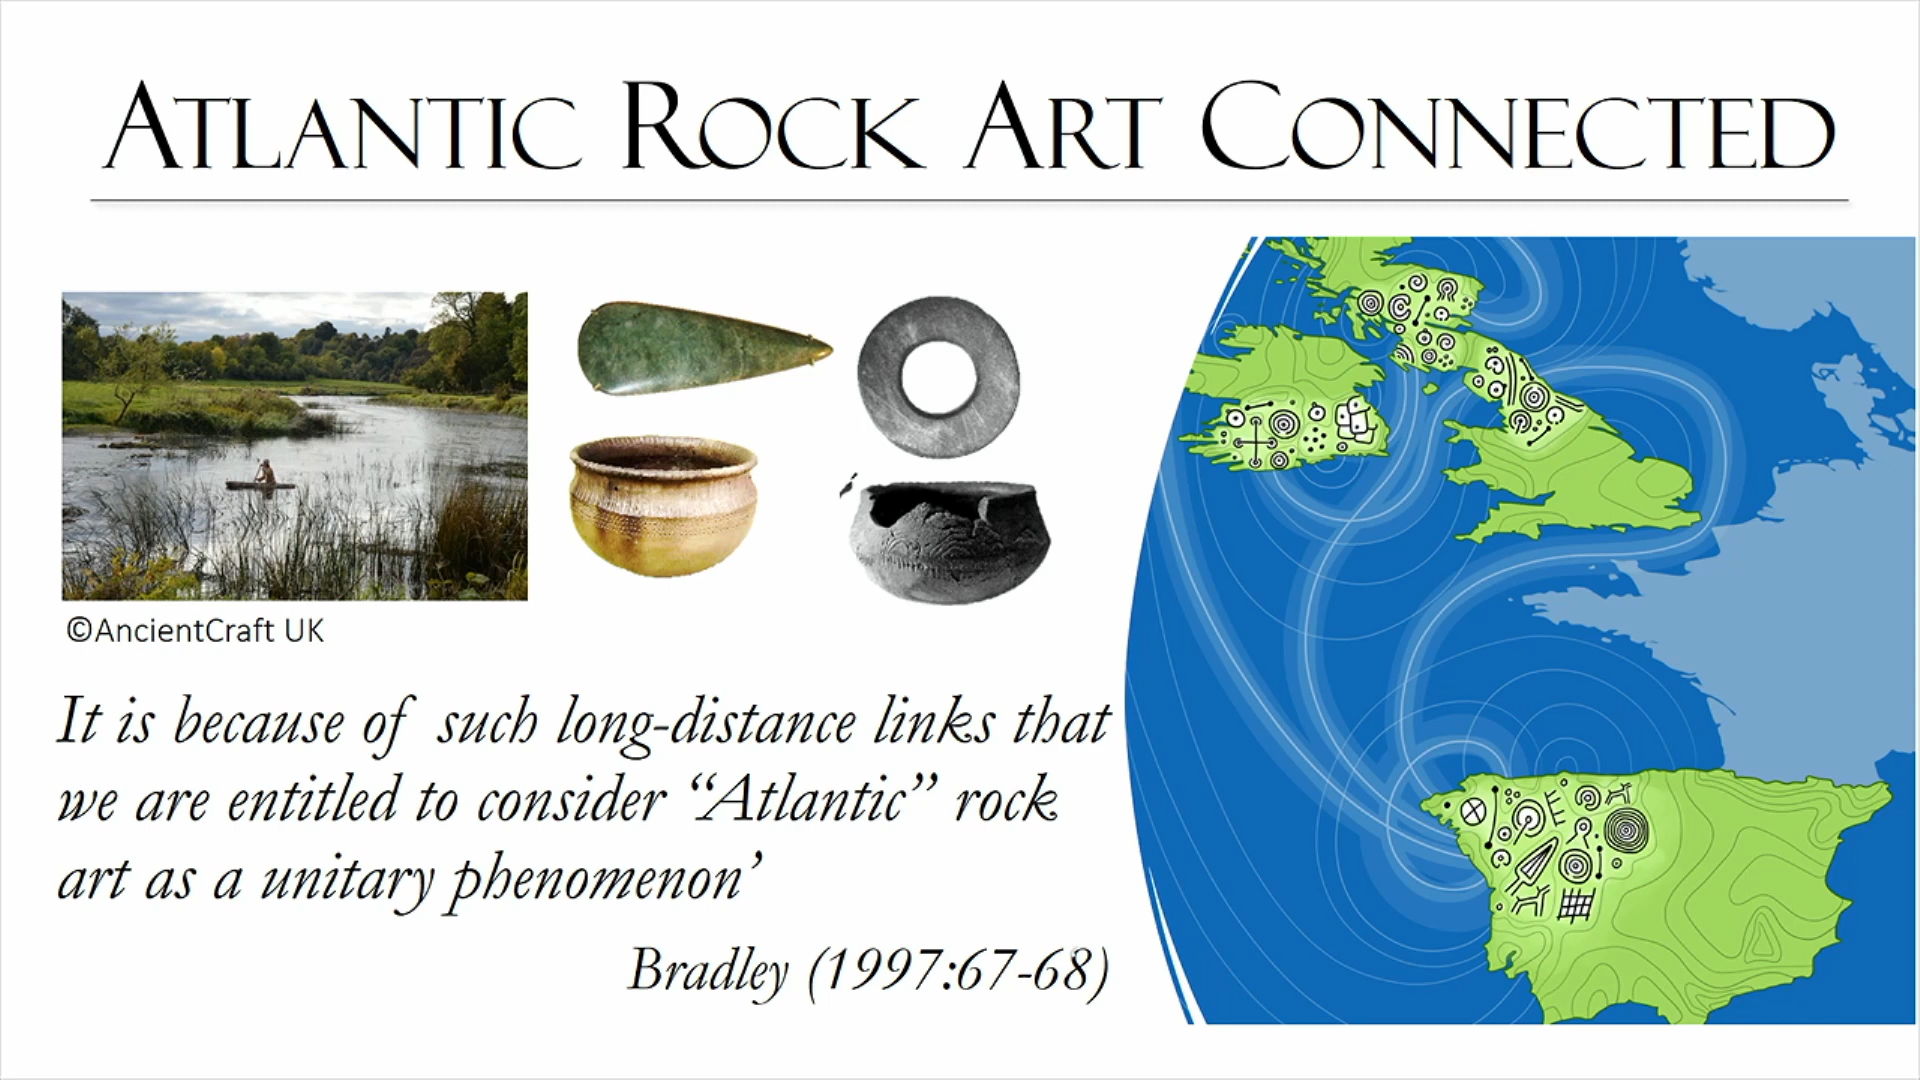 ATLANTIC ROCK ART CONNECTED
©AncientCraft UK
It is because of such long-distance links that
we are entitled to consider “Atlantic” rock
art as a unitary phenomenon’
Bradley (1997:67-68)